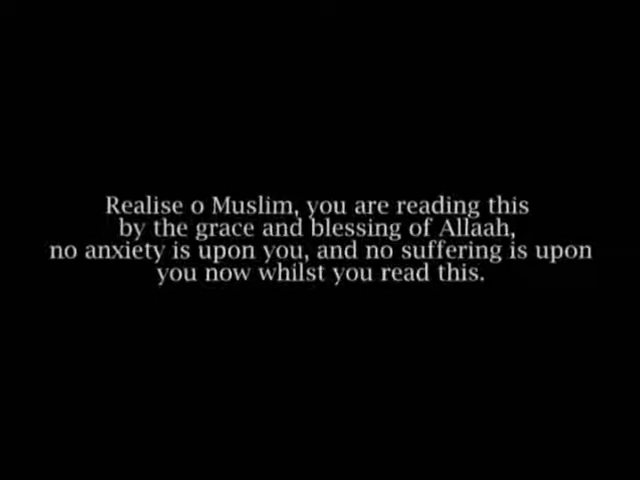 Realise o Muslim, you are reading this
by the grace and blessing of Allaah,
no anxiety is upon you, and no suffering is upon
you now whilst you read this.